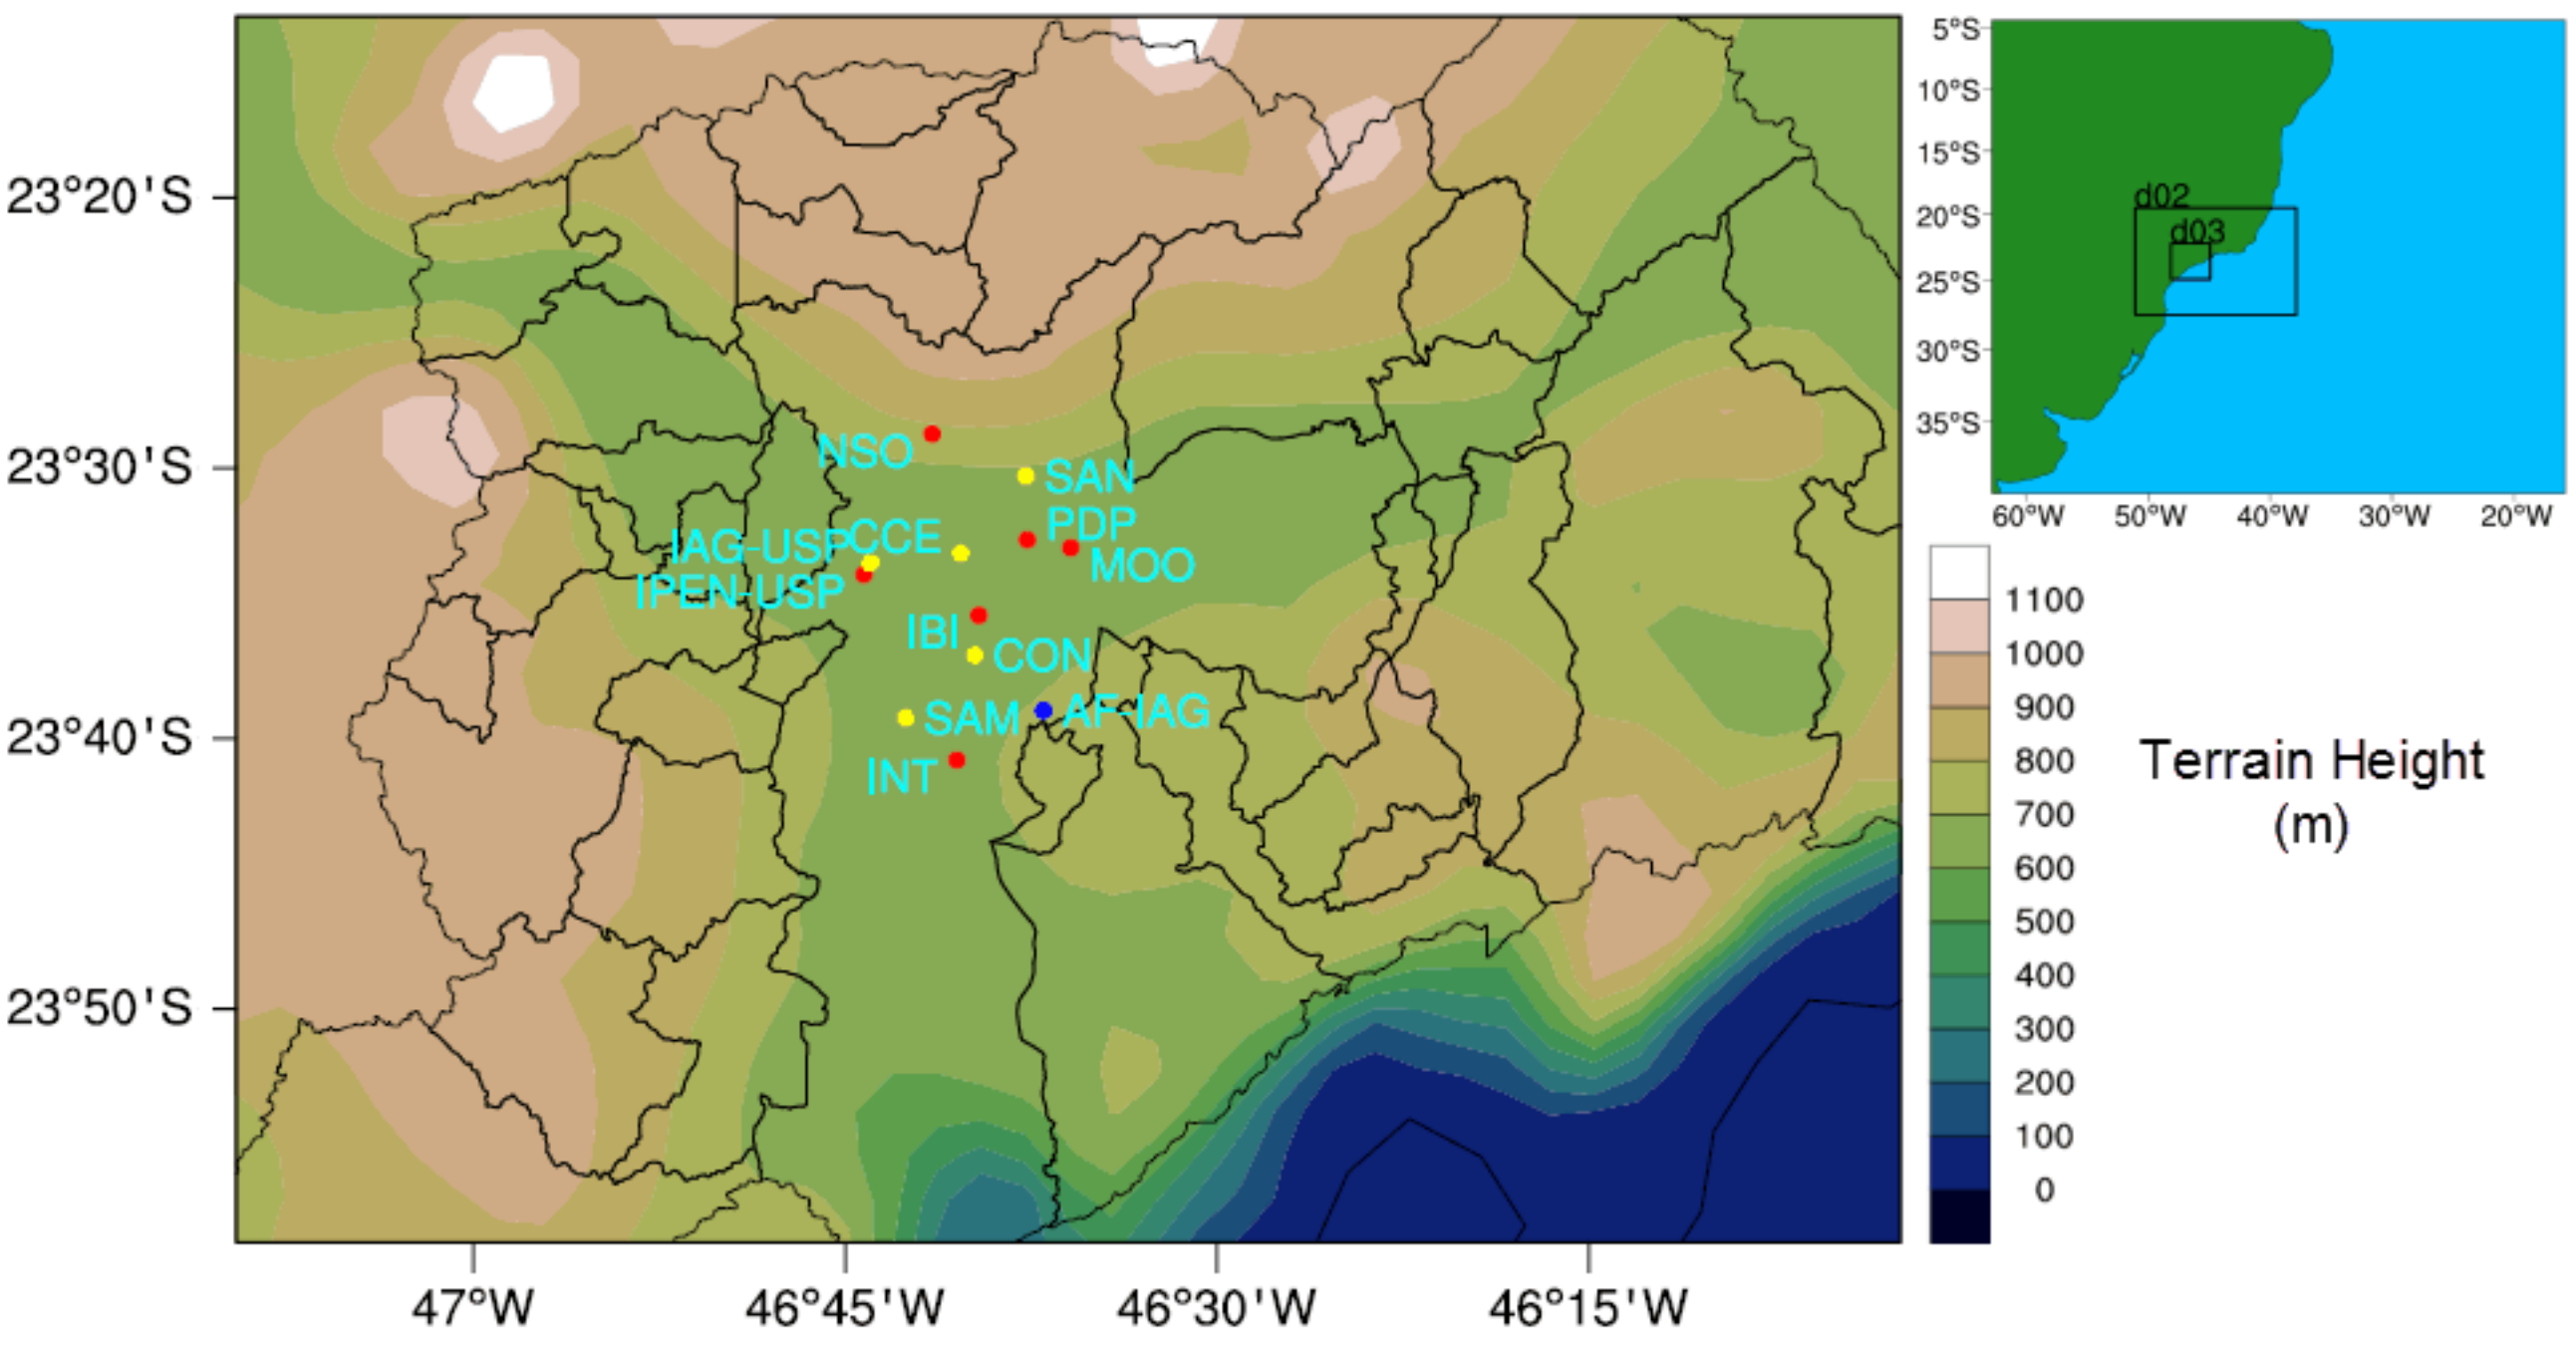 23°20'S
23°30'S
23°40'S
23°50'S
47°W
46°45'W
46°30'W
46°15'W
NSO
SAN
PDP
MOO
CCE
IAG-USP
IPEN-USP
IBI
CON
SAM
AF-IAG
INT
5°S
10°S
15°S
20°S
25°S
30°S
35°S
d02
d03
60°W
50°W
40°W
30°W
20°W
1100
1000
900
800
700
600
500
400
300
200
100
0
Terrain Height
(m)